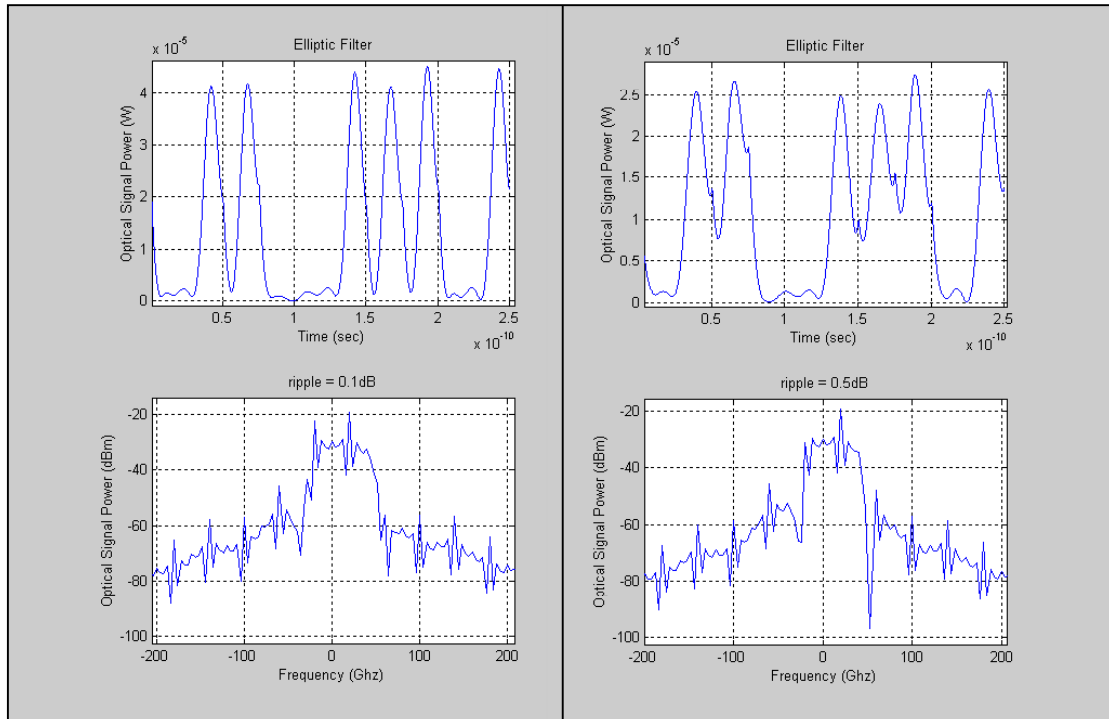 x 10^-5
Elliptic Filter
Optical Signal Power (W)
4
3
2
1
0
0.5 1 1.5 2 2.5
Time (sec)
x 10^-10
ripple = 0.1dB
Optical Signal Power (dBm)
-20
-40
-60
-80
-100
-200 -100 0 100 200
Frequency (Ghz)
x 10^-5
Elliptic Filter
Optical Signal Power (W)
2.5
2
1.5
1
0.5
0
0.5 1 1.5 2 2.5
Time (sec)
x 10^-10
ripple = 0.5dB
Optical Signal Power (dBm)
-20
-40
-60
-80
-100
-200 -100 0 100 200
Frequency (Ghz)